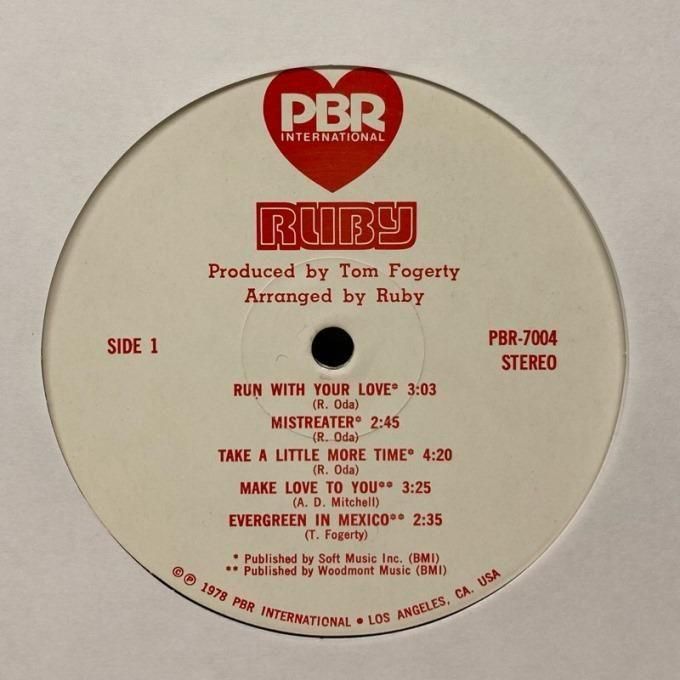 PBR
INTERNATIONAL
RUBY
Produced by Tom Fogerty
Arranged by Ruby
SIDE 1
PBR-7004
STEREO
RUN WITH YOUR LOVE* 3:03
(R. Oda)
MISTREATER* 2:45
(R. Oda)
TAKE A LITTLE MORE TIME* 4:20
(R. Oda)
MAKE LOVE TO YOU** 3:25
(A. D. Mitchell)
EVERGREEN IN MEXICO** 2:35
(T. Fogerty)
* Published by Soft Music Inc. (BMI)
** Published by Woodmont Music (BMI)
©℗ 1978 PBR INTERNATIONAL • LOS ANGELES, CA. USA